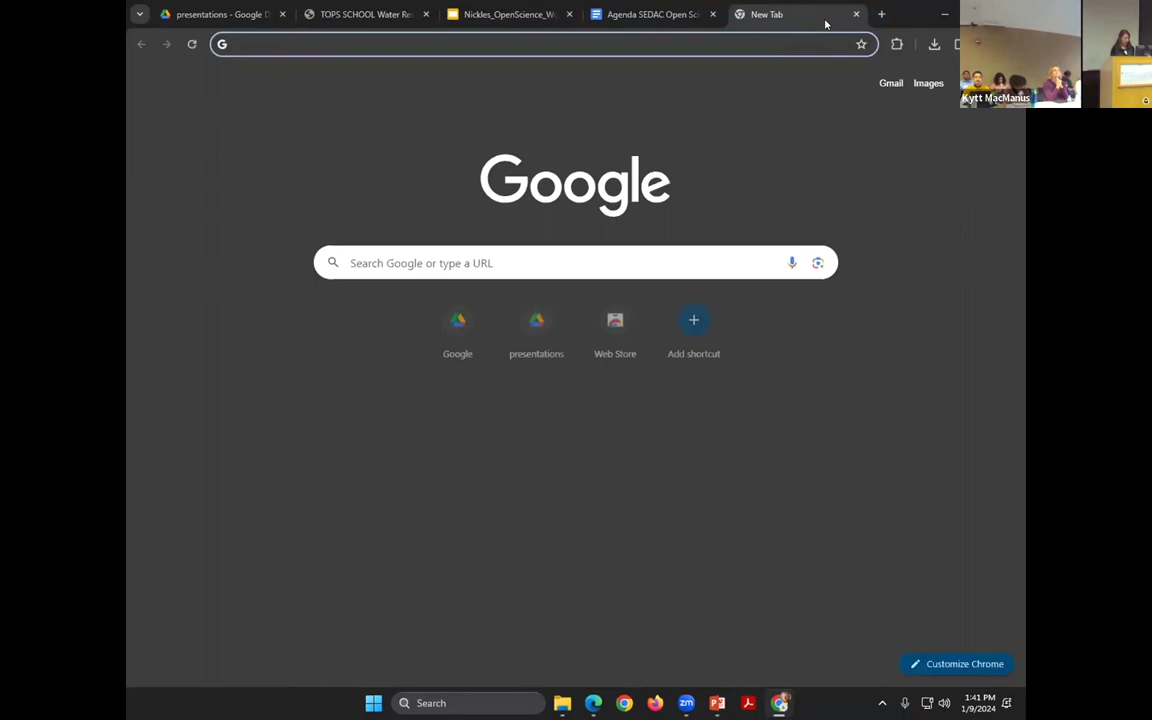 presentations - Google D
TOPS SCHOOL Water Re
Nickles_OpenScience_W
Agenda SEDAC Open Sc
New Tab
G
Gmail
Images
Kytt MacManus
Google
Search Google or type a URL
Google
presentations
Web Store
Add shortcut
Customize Chrome
Search
1:41 PM
1/9/2024